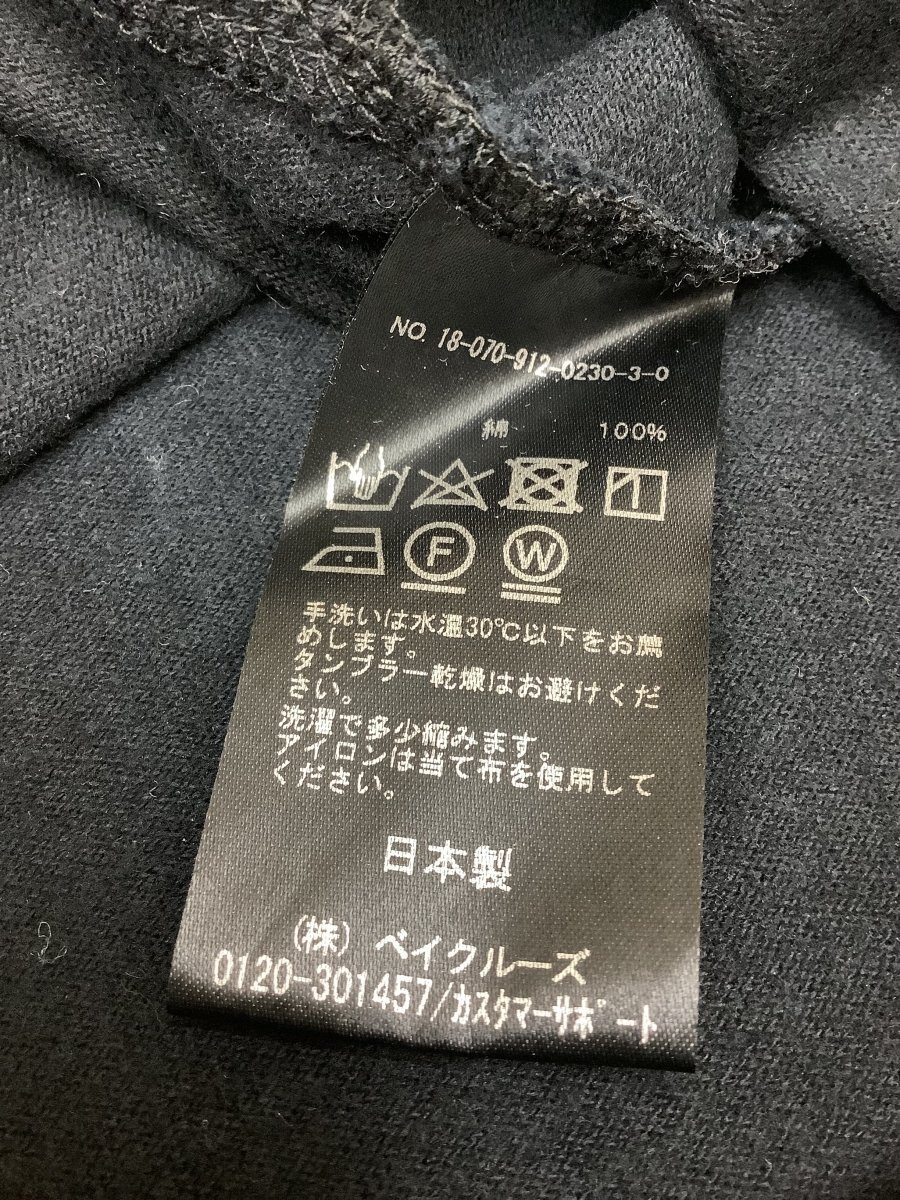 NO. 18-070-912-0230-3-0
綿 100%
F W
手洗いは水温30℃以下をお薦
めします。
タンブラー乾燥はお避けくだ
さい。
洗濯で多少縮みます。
アイロンは当て布を使用して
ください。
日本製
(株) ベイクルーズ
0120-301457/カスタマーサポート